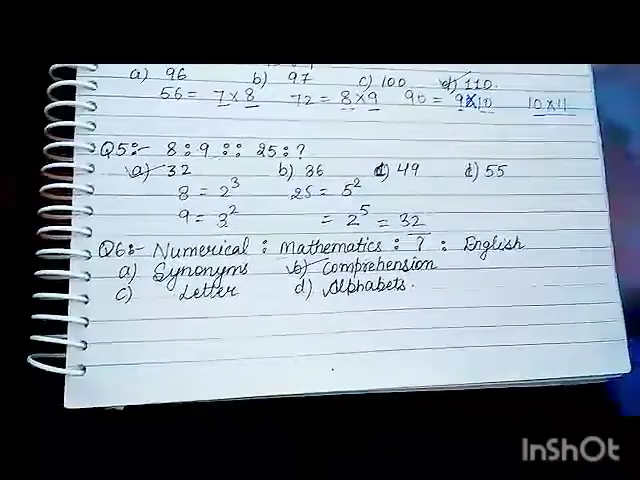 a) 96 b) 97 c) 100 d) 110.
56 = 7 × 8 72 = 8 × 9 90 = 9 × 10 10 × 11
Q5:- 8 : 9 :: 25 : ?
a) 32 b) 36 c) 49 d) 55
8 = 2³ 25 = 5²
9 = 3² = 2⁵ = 32
Q6:- Numerical : Mathematics : ? : English
a) Synonyms b) Comprehension
c) Letter d) Alphabets.
InShOt